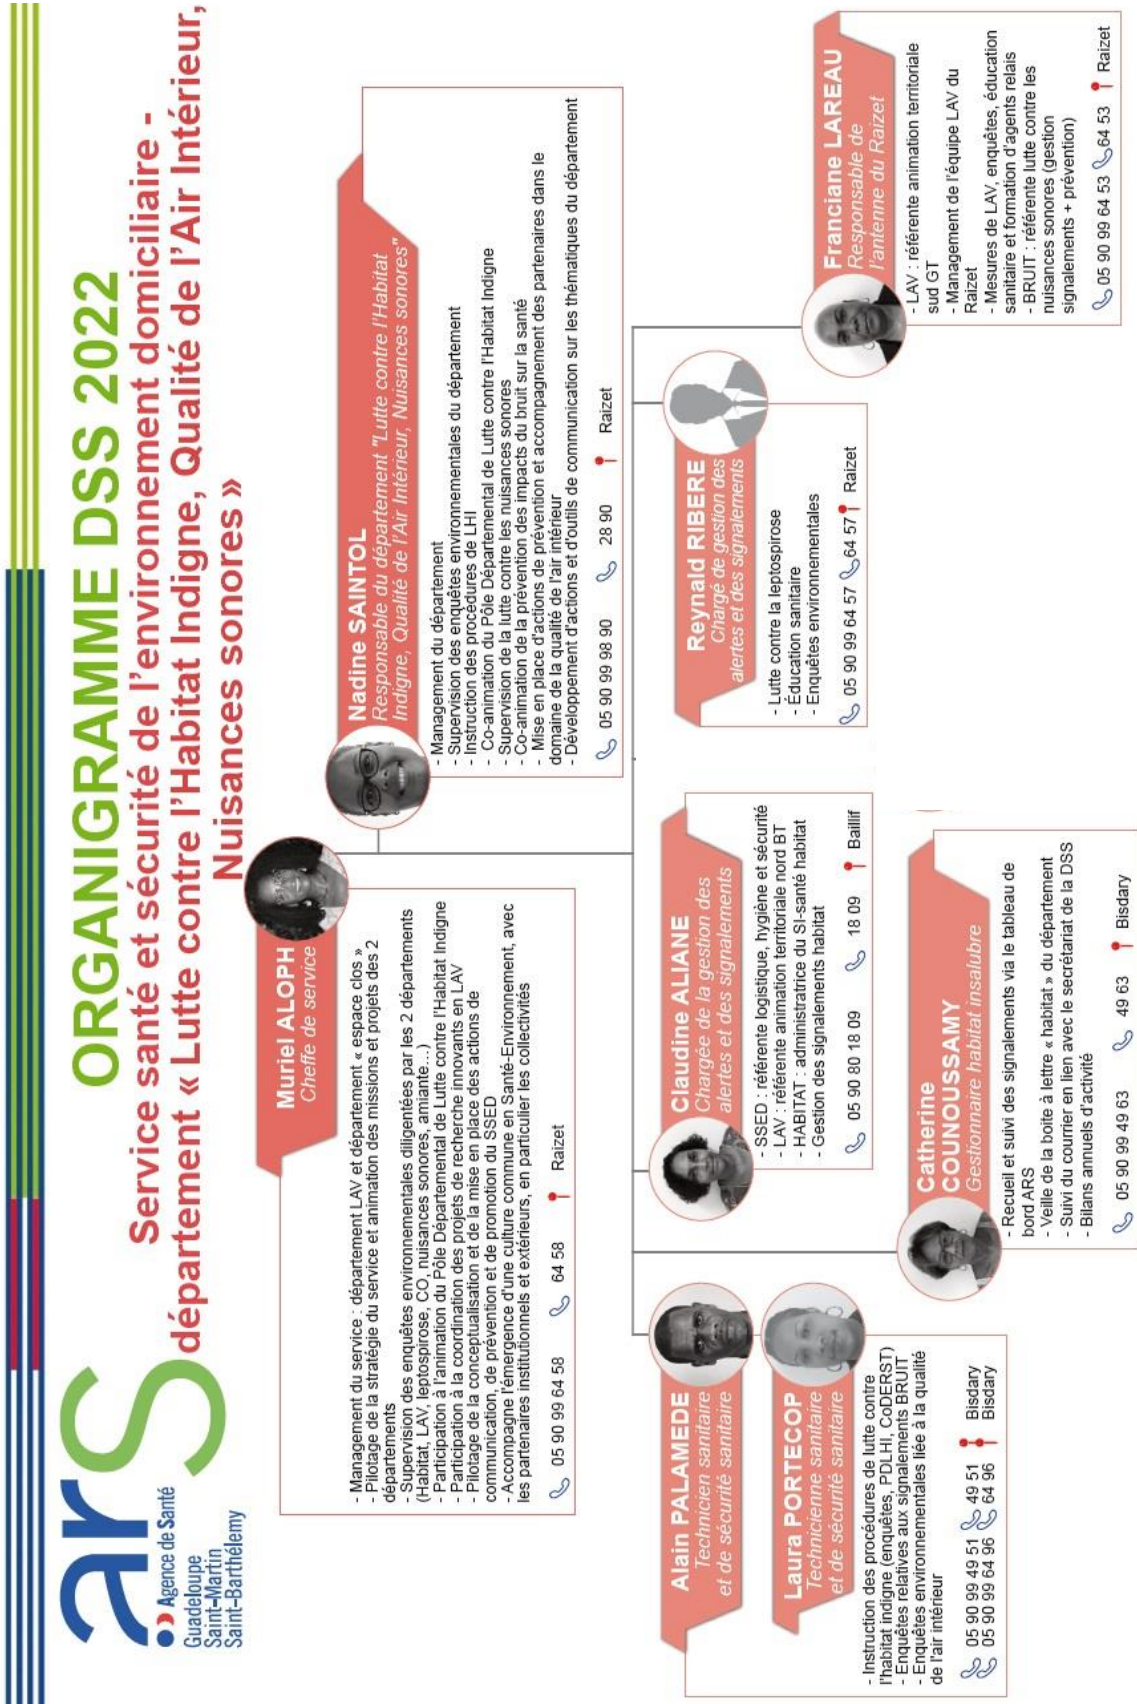 ars
Agence de Santé
Guadeloupe
Saint-Martin
Saint-Barthélemy
ORGANIGRAMME DSS 2022
Service santé et sécurité de l'environnement domiciliaire -
département « Lutte contre l'Habitat Indigne, Qualité de l'Air Intérieur,
Nuisances sonores »
Muriel ALOPH
Cheffe de service
- Management du service : département LAV et département « espace clos »
- Pilotage de la stratégie du service et animation des missions et projets des 2
départements
- Supervision des enquêtes environnementales diligentées par les 2 départements
(Habitat, LAV, leptospirose, CO, nuisances sonores, amiante...)
- Participation à l'animation du Pôle Départemental de Lutte contre l'Habitat Indigne
- Participation à la coordination des projets de recherche innovants en LAV
- Pilotage de la conceptualisation et de la mise en place des actions de
communication, de prévention et de promotion du SSED
- Accompagne l'émergence d'une culture commune en Santé-Environnement, avec
les partenaires institutionnels et extérieurs, en particulier les collectivités
05 90 99 64 58 64 58 Raizet
Nadine SAINTOL
Responsable du département "Lutte contre l'Habitat
Indigne, Qualité de l'Air Intérieur, Nuisances sonores"
- Management du département
- Supervision des enquêtes environnementales du département
- Instruction des procédures de LHI
- Co-animation du Pôle Départemental de Lutte contre l'Habitat Indigne
- Supervision de la lutte contre les nuisances sonores
- Co-animation de la prévention des impacts du bruit sur la santé
- Mise en place d'actions de prévention et accompagnement des partenaires dans le
domaine de la qualité de l'air intérieur
- Développement d'actions et d'outils de communication sur les thématiques du département
05 90 99 98 90 28 90 Raizet
Alain PALAMEDE
Technicien sanitaire
et de sécurité sanitaire
Laura PORTECOP
Technicienne sanitaire
et de sécurité sanitaire
- Instruction des procédures de lutte contre
l'habitat indigne (enquêtes, PDLHI, CoDERST)
- Enquêtes relatives aux signalements BRUIT
- Enquêtes environnementales liée à la qualité
de l'air intérieur
05 90 99 49 51 49 51 Bisdary
05 90 99 64 96 64 96 Bisdary
Claudine ALIANE
Chargée de la gestion des
alertes et des signalements
- SSED : référente logistique, hygiène et sécurité
- LAV : référente animation territoriale nord BT
- HABITAT : administratrice du SI-santé habitat
- Gestion des signalements habitat
05 90 80 18 09 18 09 Baillif
Catherine
COUNOUSSAMY
Gestionnaire habitat insalubre
- Recueil et suivi des signalements via le tableau de
bord ARS
- Veille de la boite à lettre « habitat » du département
- Suivi du courrier en lien avec le secrétariat de la DSS
- Bilans annuels d'activité
05 90 99 49 63 49 63 Bisdary
Reynald RIBERE
Chargé de gestion des
alertes et des signalements
- Lutte contre la leptospirose
- Éducation sanitaire
- Enquêtes environnementales
05 90 99 64 57 64 57 Raizet
Franciane LAREAU
Responsable de
l'antenne du Raizet
- LAV : référente animation territoriale
sud GT
- Management de l'équipe LAV du
Raizet
- Mesures de LAV, enquêtes, éducation
sanitaire et formation d'agents relais
- BRUIT : référente lutte contre les
nuisances sonores (gestion
signalements + prévention)
05 90 99 64 53 64 53 Raizet